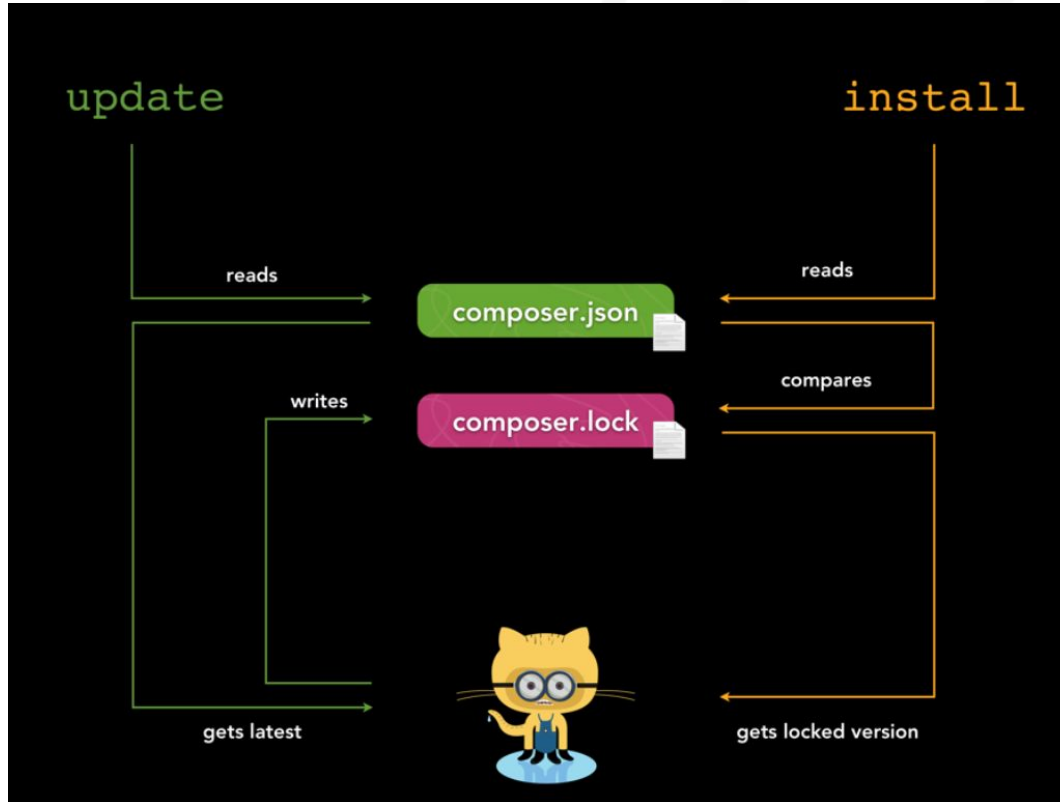 update
install
reads
reads
composer.json
compares
writes
composer.lock
gets latest
gets locked version